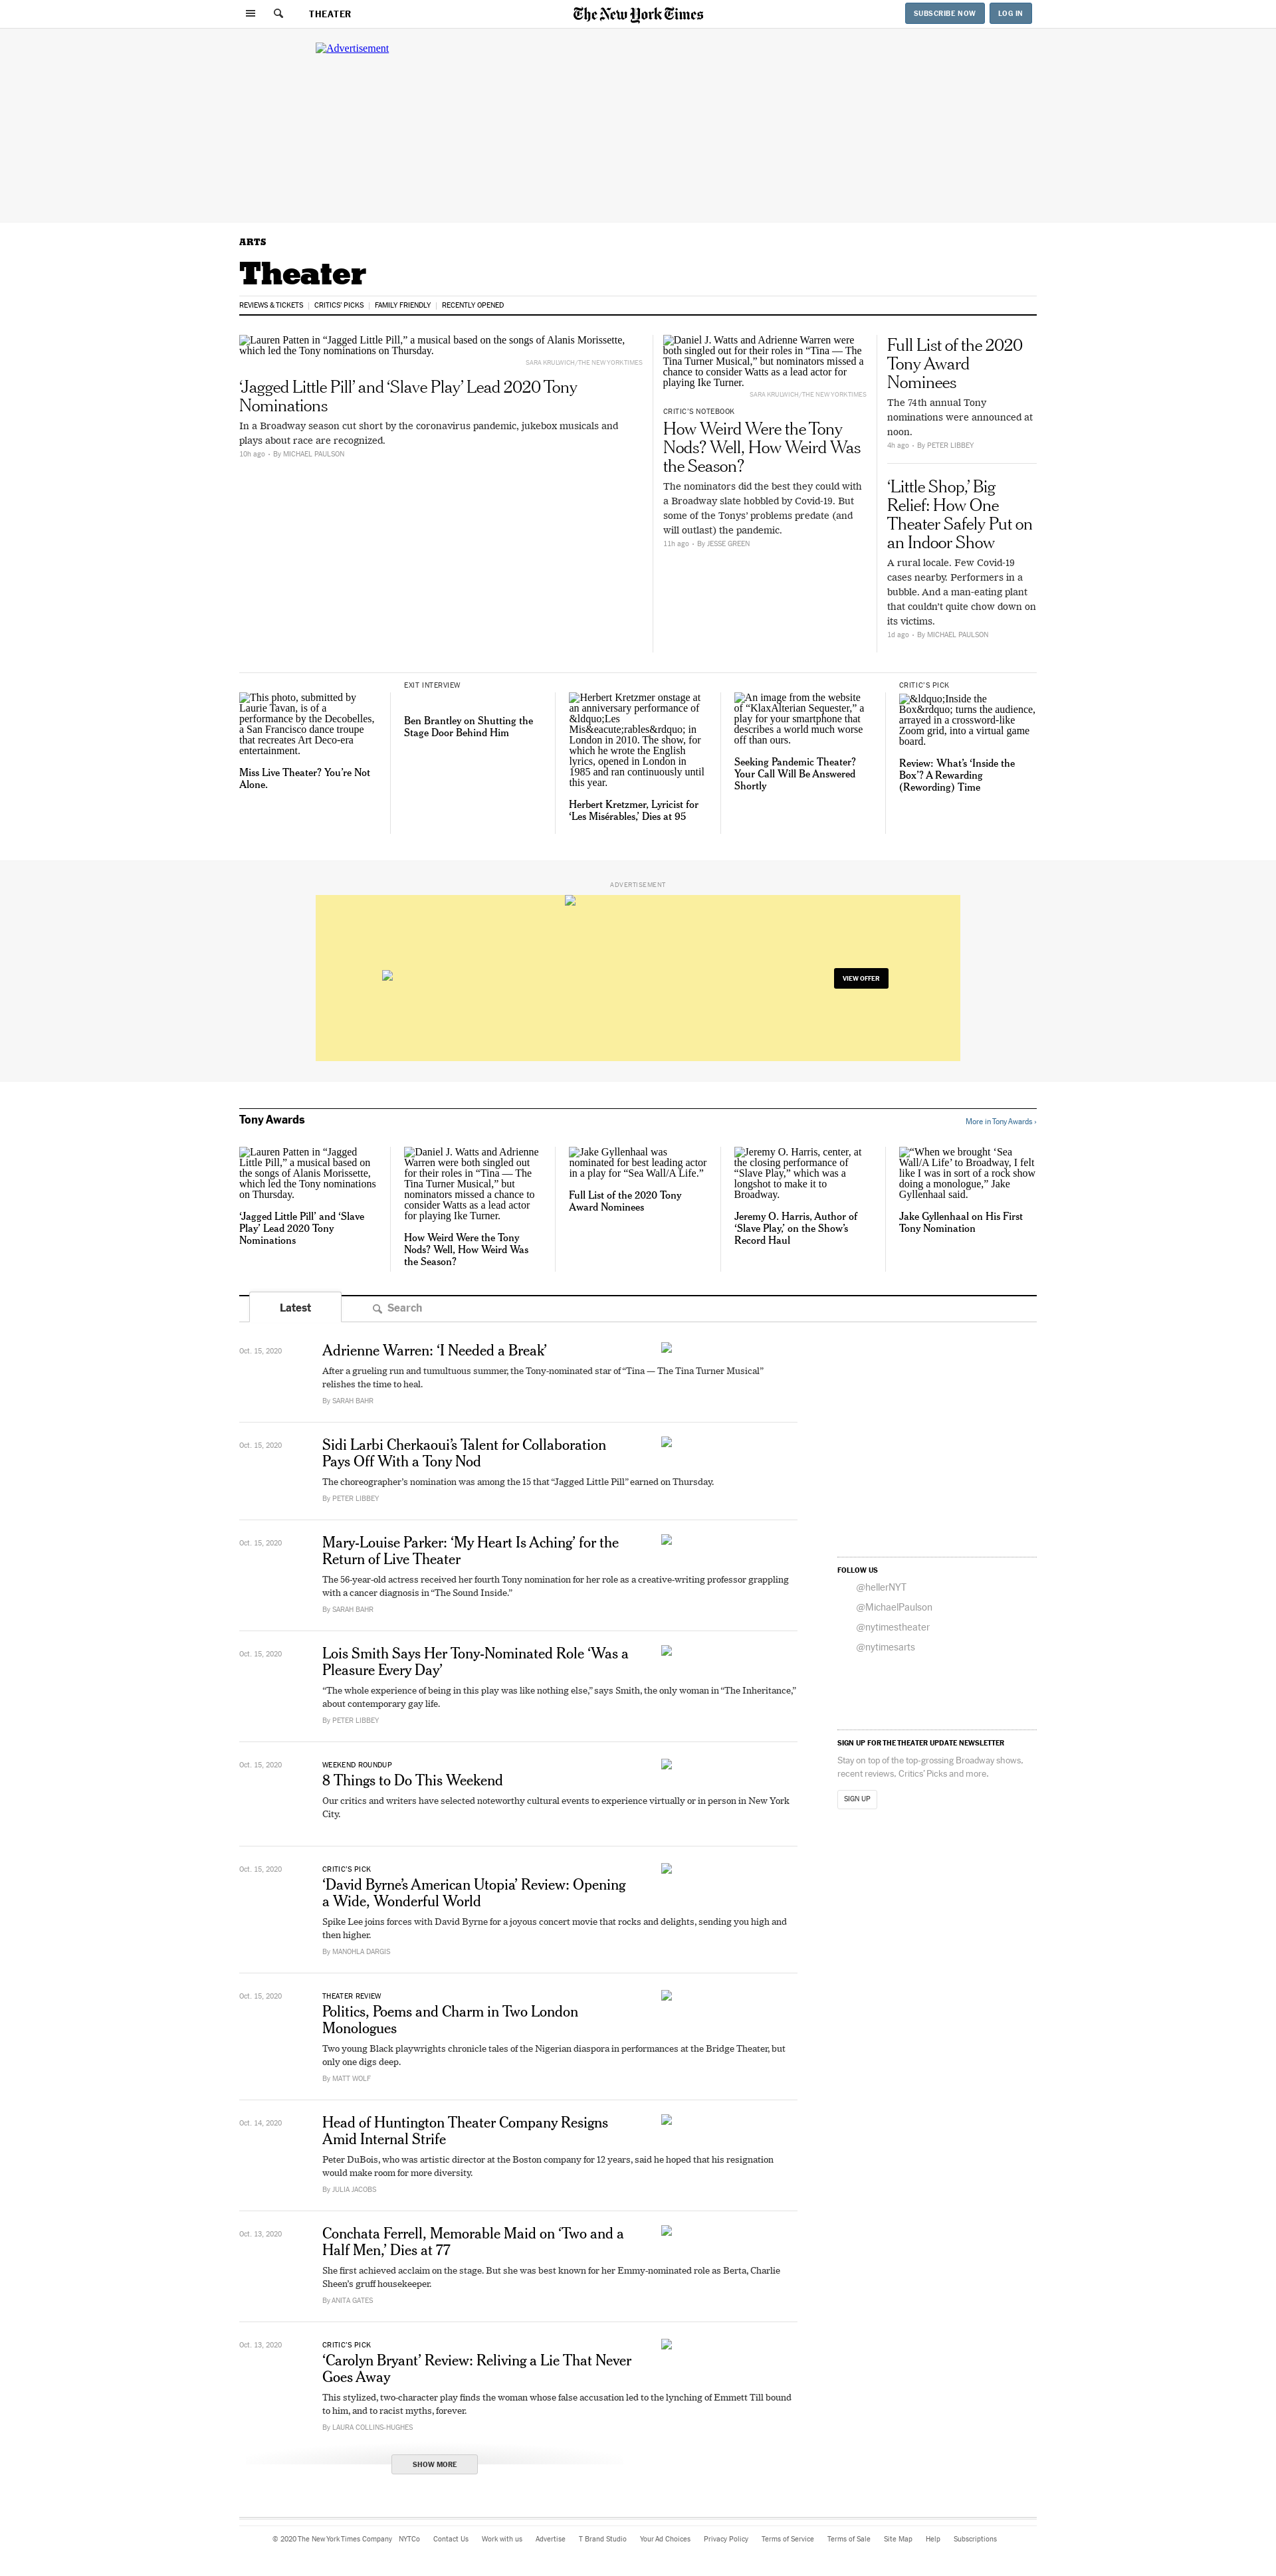 THEATER
The New York Times
SUBSCRIBE NOW
LOG IN
Advertisement
ARTS
Theater
REVIEWS & TICKETS
CRITICS' PICKS
FAMILY FRIENDLY
RECENTLY OPENED
Lauren Patten in “Jagged Little Pill,” a musical based on the songs of Alanis Morissette,
which led the Tony nominations on Thursday.
SARA KRULWICH/THE NEW YORK TIMES
‘Jagged Little Pill’ and ‘Slave Play’ Lead 2020 Tony
Nominations
In a Broadway season cut short by the coronavirus pandemic, jukebox musicals and
plays about race are recognized.
10h ago • By MICHAEL PAULSON
Daniel J. Watts and Adrienne Warren were
both singled out for their roles in “Tina — The
Tina Turner Musical,” but nominators missed a
chance to consider Watts as a lead actor for
playing Ike Turner.
SARA KRULWICH/THE NEW YORK TIMES
CRITIC’S NOTEBOOK
How Weird Were the Tony
Nods? Well, How Weird Was
the Season?
The nominators did the best they could with
a Broadway slate hobbled by Covid-19. But
some of the Tonys’ problems predate (and
will outlast) the pandemic.
11h ago • By JESSE GREEN
Full List of the 2020
Tony Award
Nominees
The 74th annual Tony
nominations were announced at
noon.
4h ago • By PETER LIBBEY
‘Little Shop,’ Big
Relief: How One
Theater Safely Put on
an Indoor Show
A rural locale. Few Covid-19
cases nearby. Performers in a
bubble. And a man-eating plant
that couldn’t quite chow down on
its victims.
1d ago • By MICHAEL PAULSON
This photo, submitted by
Laurie Tavan, is of a
performance by the Decobelles,
a San Francisco dance troupe
that recreates Art Deco-era
entertainment.
Miss Live Theater? You’re Not
Alone.
EXIT INTERVIEW
Ben Brantley on Shutting the
Stage Door Behind Him
Herbert Kretzmer onstage at
an anniversary performance of
&ldquo;Les
Mis&eacute;rables&rdquo; in
London in 2010. The show, for
which he wrote the English
lyrics, opened in London in
1985 and ran continuously until
this year.
Herbert Kretzmer, Lyricist for
‘Les Misérables,’ Dies at 95
An image from the website
of “KlaxAlterian Sequester,” a
play for your smartphone that
describes a world much worse
off than ours.
Seeking Pandemic Theater?
Your Call Will Be Answered
Shortly
CRITIC’S PICK
&ldquo;Inside the
Box&rdquo; turns the audience,
arrayed in a crossword-like
Zoom grid, into a virtual game
board.
Review: What’s ‘Inside the
Box’? A Rewarding
(Rewording) Time
ADVERTISEMENT
VIEW OFFER
Tony Awards
More in Tony Awards ›
Lauren Patten in “Jagged
Little Pill,” a musical based on
the songs of Alanis Morissette,
which led the Tony nominations
on Thursday.
‘Jagged Little Pill’ and ‘Slave
Play’ Lead 2020 Tony
Nominations
Daniel J. Watts and Adrienne
Warren were both singled out
for their roles in “Tina — The
Tina Turner Musical,” but
nominators missed a chance to
consider Watts as a lead actor
for playing Ike Turner.
How Weird Were the Tony
Nods? Well, How Weird Was
the Season?
Jake Gyllenhaal was
nominated for best leading actor
in a play for “Sea Wall/A Life.”
Full List of the 2020 Tony
Award Nominees
Jeremy O. Harris, center, at
the closing performance of
“Slave Play,” which was a
longshot to make it to
Broadway.
Jeremy O. Harris, Author of
‘Slave Play,’ on the Show’s
Record Haul
“When we brought ‘Sea
Wall/A Life’ to Broadway, I felt
like I was in sort of a rock show
doing a monologue,” Jake
Gyllenhaal said.
Jake Gyllenhaal on His First
Tony Nomination
Latest
Search
Oct. 15, 2020
Adrienne Warren: ‘I Needed a Break’
After a grueling run and tumultuous summer, the Tony-nominated star of “Tina — The Tina Turner Musical”
relishes the time to heal.
By SARAH BAHR
Oct. 15, 2020
Sidi Larbi Cherkaoui’s Talent for Collaboration
Pays Off With a Tony Nod
The choreographer’s nomination was among the 15 that “Jagged Little Pill” earned on Thursday.
By PETER LIBBEY
Oct. 15, 2020
Mary-Louise Parker: ‘My Heart Is Aching’ for the
Return of Live Theater
The 56-year-old actress received her fourth Tony nomination for her role as a creative-writing professor grappling
with a cancer diagnosis in “The Sound Inside.”
By SARAH BAHR
Oct. 15, 2020
Lois Smith Says Her Tony-Nominated Role ‘Was a
Pleasure Every Day’
“The whole experience of being in this play was like nothing else,” says Smith, the only woman in “The Inheritance,”
about contemporary gay life.
By PETER LIBBEY
Oct. 15, 2020
WEEKEND ROUNDUP
8 Things to Do This Weekend
Our critics and writers have selected noteworthy cultural events to experience virtually or in person in New York
City.
Oct. 15, 2020
CRITIC’S PICK
‘David Byrne’s American Utopia’ Review: Opening
a Wide, Wonderful World
Spike Lee joins forces with David Byrne for a joyous concert movie that rocks and delights, sending you high and
then higher.
By MANOHLA DARGIS
Oct. 15, 2020
THEATER REVIEW
Politics, Poems and Charm in Two London
Monologues
Two young Black playwrights chronicle tales of the Nigerian diaspora in performances at the Bridge Theater, but
only one digs deep.
By MATT WOLF
Oct. 14, 2020
Head of Huntington Theater Company Resigns
Amid Internal Strife
Peter DuBois, who was artistic director at the Boston company for 12 years, said he hoped that his resignation
would make room for more diversity.
By JULIA JACOBS
Oct. 13, 2020
Conchata Ferrell, Memorable Maid on ‘Two and a
Half Men,’ Dies at 77
She first achieved acclaim on the stage. But she was best known for her Emmy-nominated role as Berta, Charlie
Sheen’s gruff housekeeper.
By ANITA GATES
Oct. 13, 2020
CRITIC’S PICK
‘Carolyn Bryant’ Review: Reliving a Lie That Never
Goes Away
This stylized, two-character play finds the woman whose false accusation led to the lynching of Emmett Till bound
to him, and to racist myths, forever.
By LAURA COLLINS-HUGHES
SHOW MORE
FOLLOW US
@hellerNYT
@MichaelPaulson
@nytimestheater
@nytimesarts
SIGN UP FOR THE THEATER UPDATE NEWSLETTER
Stay on top of the top-grossing Broadway shows,
recent reviews, Critics’ Picks and more.
SIGN UP
© 2020 The New York Times Company NYTCo Contact Us Work with us Advertise T Brand Studio Your Ad Choices Privacy Policy Terms of Service Terms of Sale Site Map Help Subscriptions